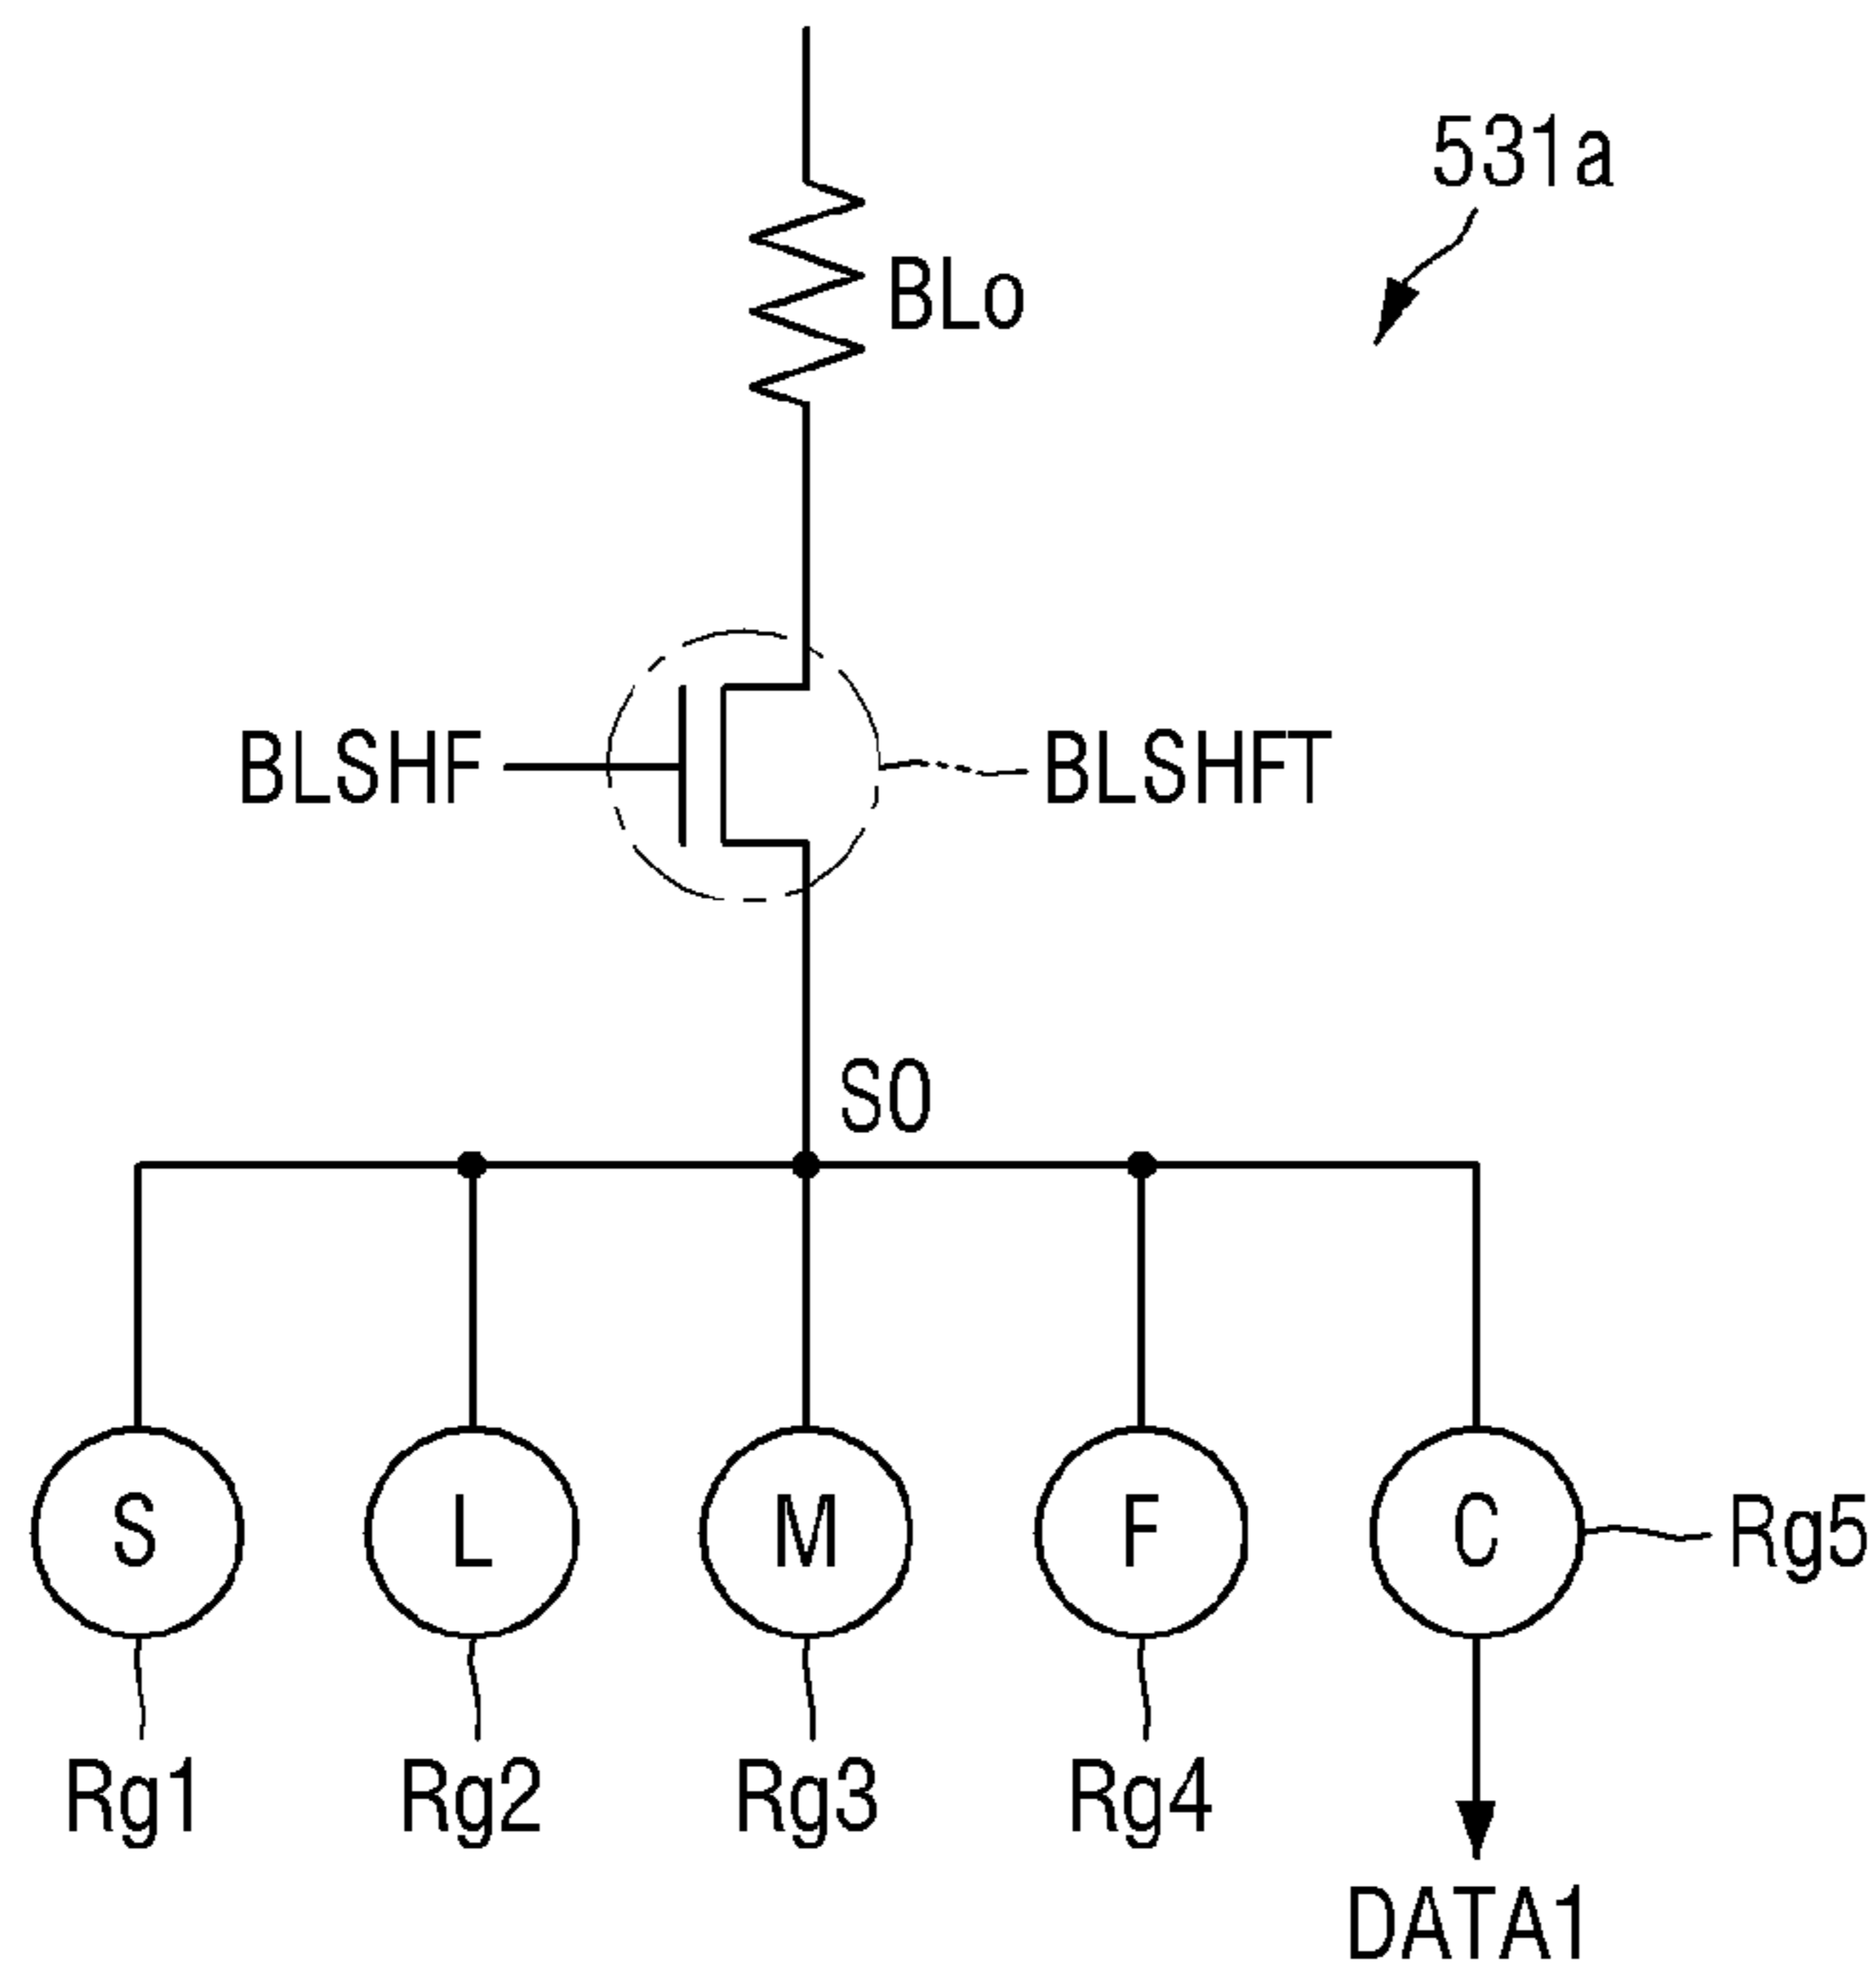 531a
BLo
BLSHF
BLSHFT
SO
S
L
M
F
C
Rg5
Rg1
Rg2
Rg3
Rg4
DATA1